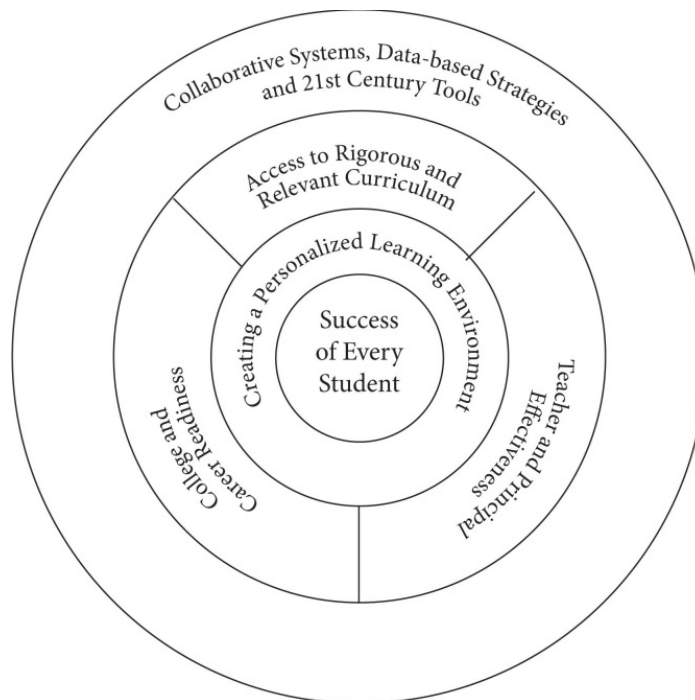 Collaborative Systems, Data-based Strategies
and 21st Century Tools
Access to Rigorous and
Relevant Curriculum
Creating a Personalized Learning Environment
Success
of Every
Student
College and
Career Readiness
Teacher and Principal
Effectiveness